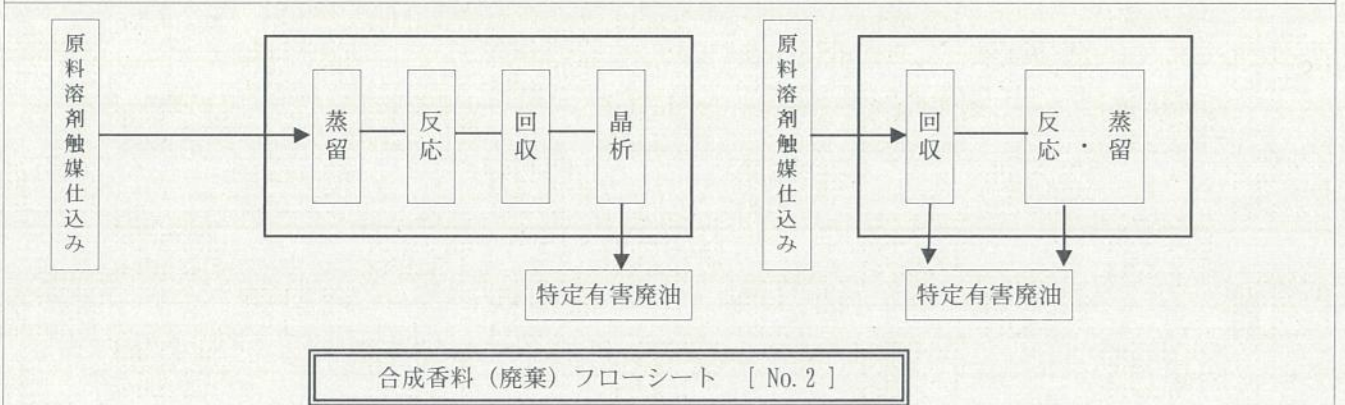 原料溶剤触媒仕込み
蒸留
反応
回収
晶析
特定有害廃油
原料溶剤触媒仕込み
回収
反応・蒸留
特定有害廃油
合成香料（廃棄）フローシート ［ No. 2 ］